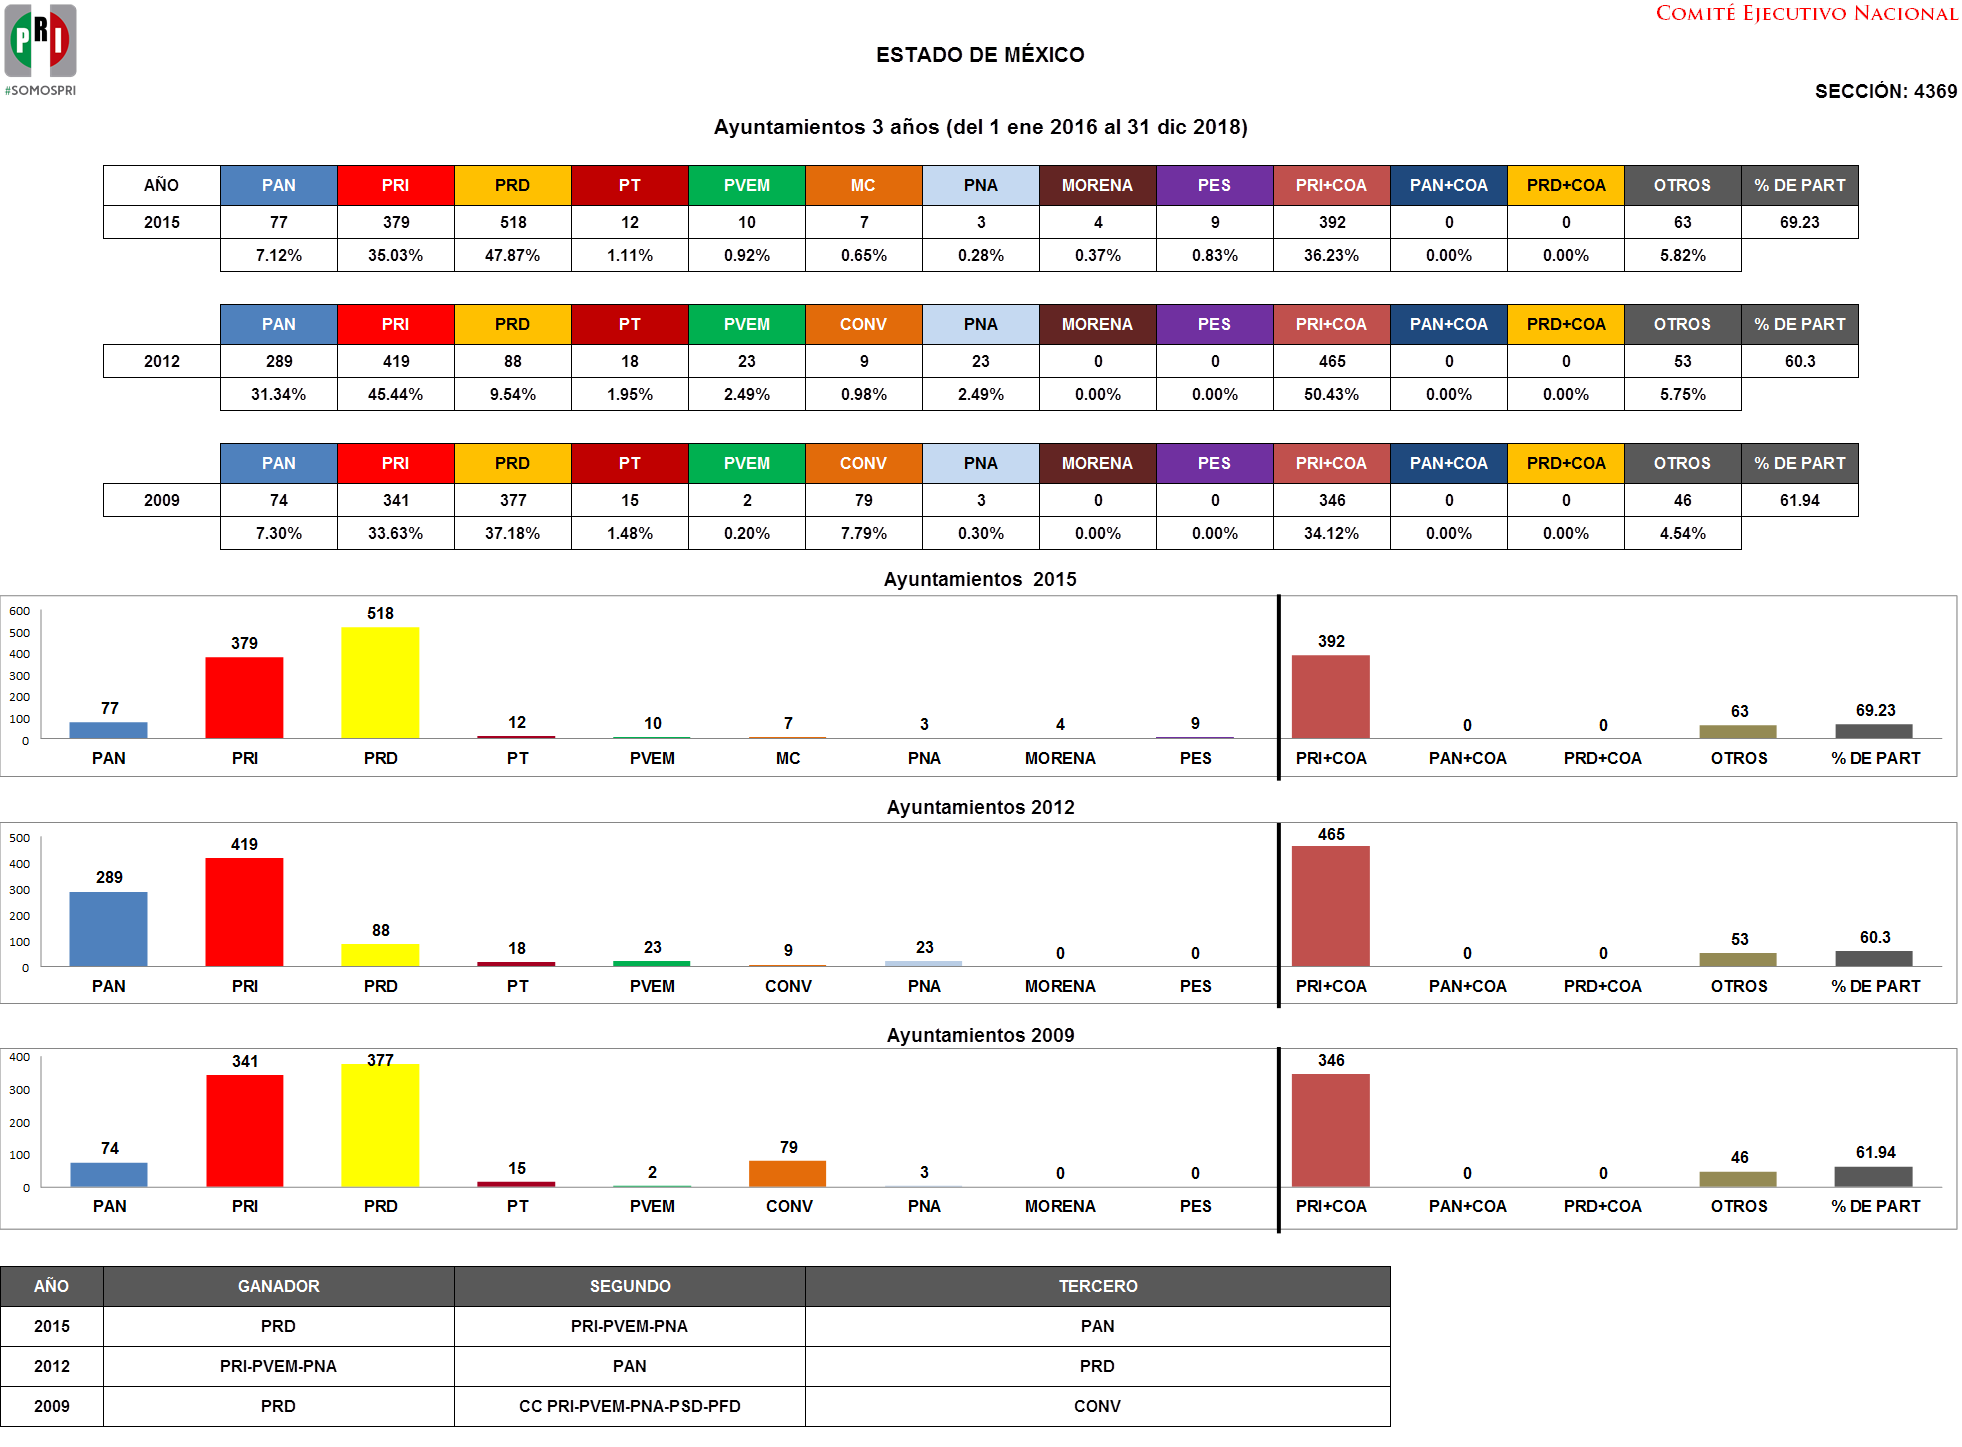 PRI
#SOMOSPRI
COMITÉ EJECUTIVO NACIONAL
ESTADO DE MÉXICO
SECCIÓN: 4369
Ayuntamientos 3 años (del 1 ene 2016 al 31 dic 2018)
AÑO PAN PRI PRD PT PVEM MC PNA MORENA PES PRI+COA PAN+COA PRD+COA OTROS % DE PART
2015 77 379 518 12 10 7 3 4 9 392 0 0 63 69.23
7.12% 35.03% 47.87% 1.11% 0.92% 0.65% 0.28% 0.37% 0.83% 36.23% 0.00% 0.00% 5.82%
PAN PRI PRD PT PVEM CONV PNA MORENA PES PRI+COA PAN+COA PRD+COA OTROS % DE PART
2012 289 419 88 18 23 9 23 0 0 465 0 0 53 60.3
31.34% 45.44% 9.54% 1.95% 2.49% 0.98% 2.49% 0.00% 0.00% 50.43% 0.00% 0.00% 5.75%
PAN PRI PRD PT PVEM CONV PNA MORENA PES PRI+COA PAN+COA PRD+COA OTROS % DE PART
2009 74 341 377 15 2 79 3 0 0 346 0 0 46 61.94
7.30% 33.63% 37.18% 1.48% 0.20% 7.79% 0.30% 0.00% 0.00% 34.12% 0.00% 0.00% 4.54%
Ayuntamientos 2015
600
500
400
300
200
100
0
77 379 518 12 10 7 3 4 9 392 0 0 63 69.23
PAN PRI PRD PT PVEM MC PNA MORENA PES PRI+COA PAN+COA PRD+COA OTROS % DE PART
Ayuntamientos 2012
500
400
300
200
100
0
289 419 88 18 23 9 23 0 0 465 0 0 53 60.3
PAN PRI PRD PT PVEM CONV PNA MORENA PES PRI+COA PAN+COA PRD+COA OTROS % DE PART
Ayuntamientos 2009
400
300
200
100
0
74 341 377 15 2 79 3 0 0 346 0 0 46 61.94
PAN PRI PRD PT PVEM CONV PNA MORENA PES PRI+COA PAN+COA PRD+COA OTROS % DE PART
AÑO GANADOR SEGUNDO TERCERO
2015 PRD PRI-PVEM-PNA PAN
2012 PRI-PVEM-PNA PAN PRD
2009 PRD CC PRI-PVEM-PNA-PSD-PFD CONV